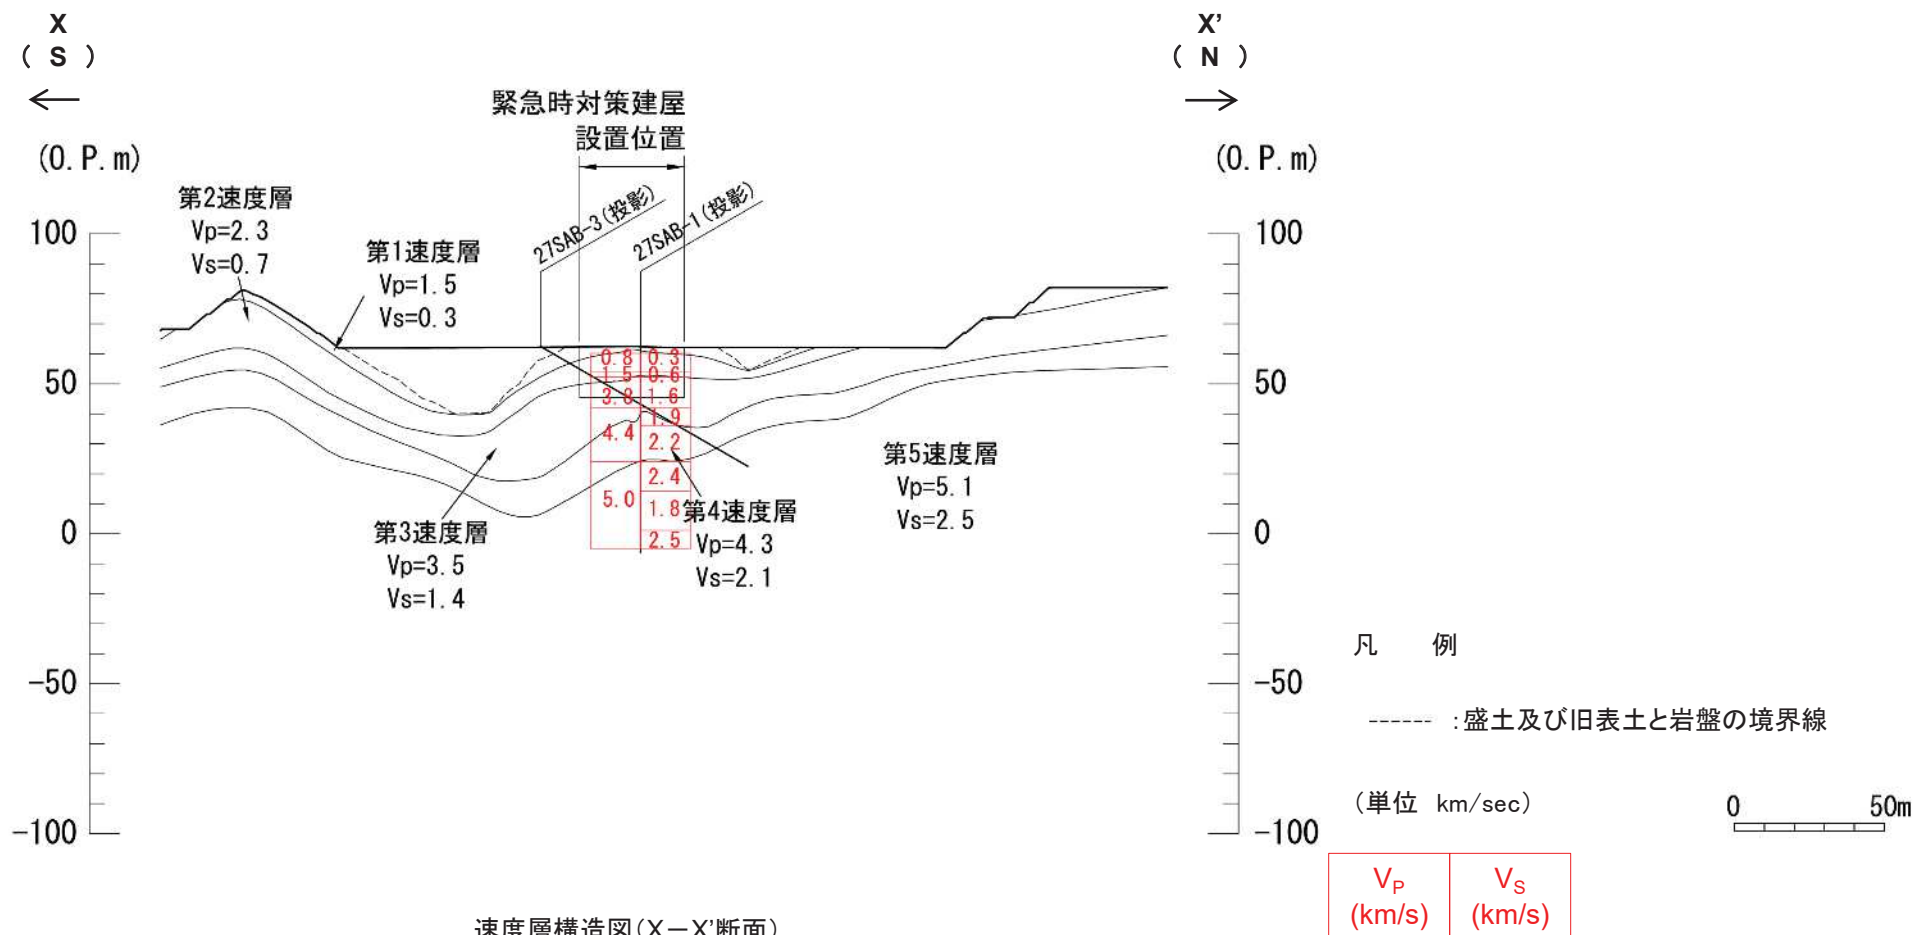 X
( S )
X’
( N )
緊急時対策建屋
設置位置
(O.P.m)
(O.P.m)
27SAB-3(投影)
27SAB-1(投影)
第2速度層
Vp=2.3
Vs=0.7
第1速度層
Vp=1.5
Vs=0.3
100
50
0
-50
-100
100
50
0
-50
-100
0.8 0.3
1.5 0.6
3.8 1.6
1.9
4.4 2.2
2.4
5.0 1.8
2.5
第3速度層
Vp=3.5
Vs=1.4
第4速度層
Vp=4.3
Vs=2.1
第5速度層
Vp=5.1
Vs=2.5
凡 例
------ :盛土及び旧表土と岩盤の境界線
(単位 km/sec)
0 50m
VP (km/s)
VS (km/s)
速度層構造図(X-X’断面)